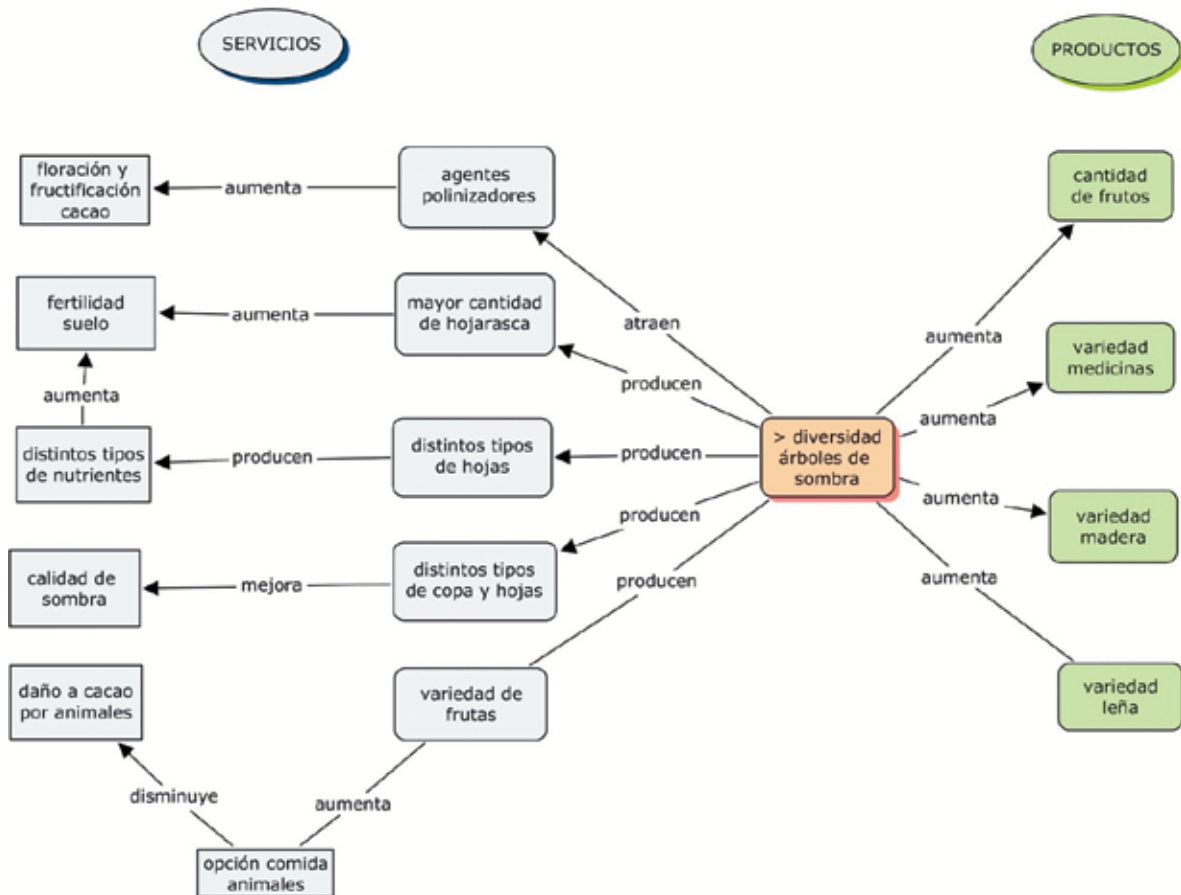 SERVICIOS
PRODUCTOS
floración y
fructificación
cacao
aumenta
agentes
polinizadores
cantidad
de frutos
fertilidad
suelo
aumenta
mayor cantidad
de hojarasca
atraen
aumenta
variedad
medicinas
aumenta
producen
aumenta
distintos tipos
de nutrientes
producen
distintos tipos
de hojas
producen
> diversidad
árboles de
sombra
aumenta
variedad
madera
producen
calidad de
sombra
mejora
distintos tipos
de copa y hojas
producen
aumenta
daño a cacao
por animales
variedad de
frutas
variedad
leña
disminuye
aumenta
opción comida
animales